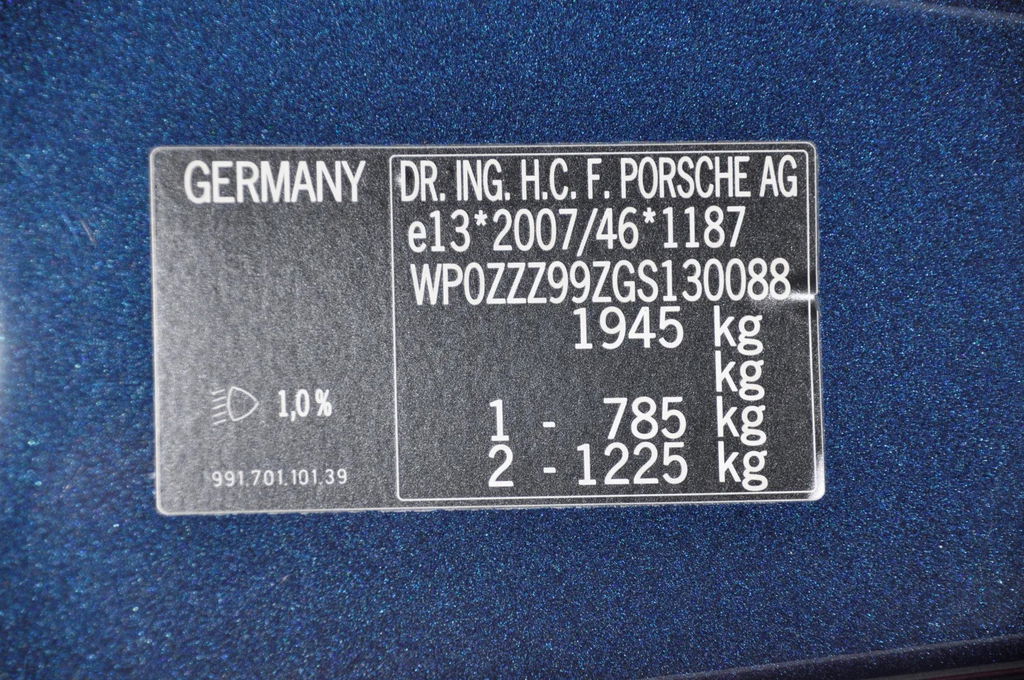 GERMANY
1,0 %
991.701.101.39
DR. ING. H.C. F. PORSCHE AG
e13*2007/46*1187
WP0ZZZ99ZGS130088
1945 kg
kg
1 - 785 kg
2 - 1225 kg